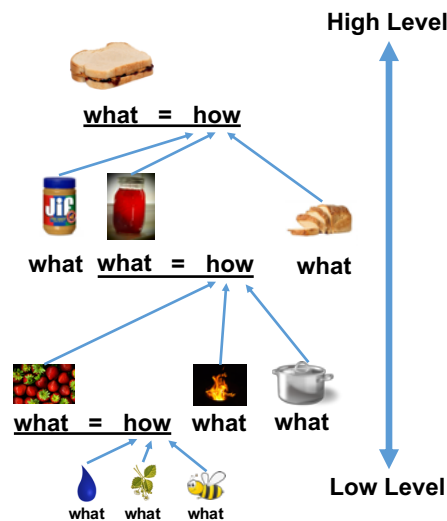 High Level
what = how
Jif
what what = how what
what = how what what
what what what
Low Level